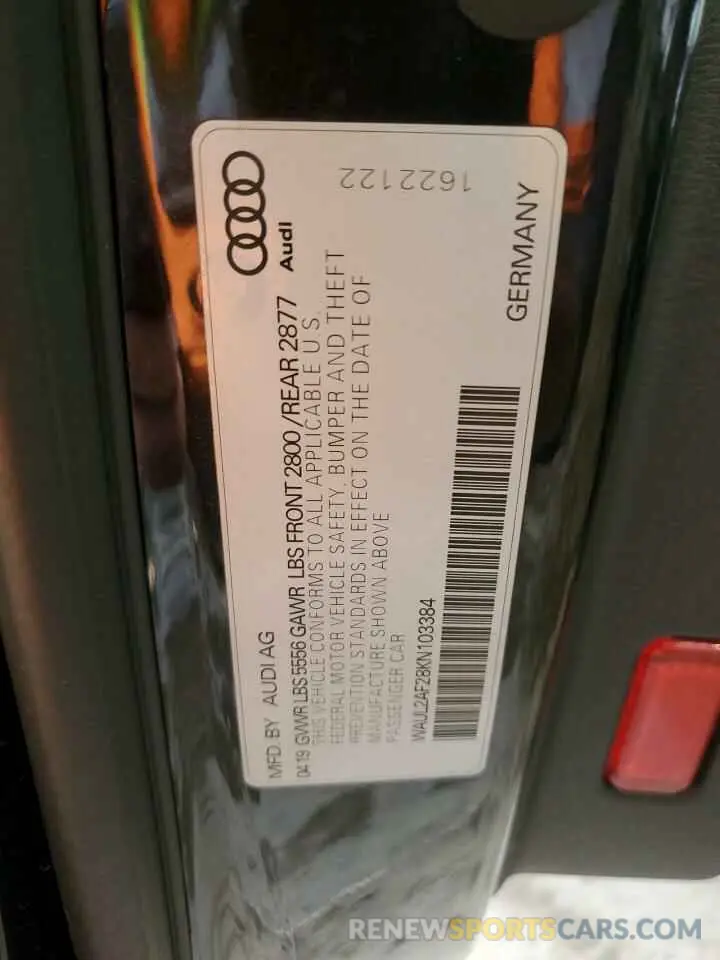 MFD. BY AUDI AG
0419 GVWR LBS 5556 GAWR LBS FRONT 2800 / REAR 2877
THIS VEHICLE CONFORMS TO ALL APPLICABLE U S.
FEDERAL MOTOR VEHICLE SAFETY, BUMPER AND THEFT
PREVENTION STANDARDS IN EFFECT ON THE DATE OF
MANUFACTURE SHOWN ABOVE
PASSENGER CAR
WAUL2AF28KN103384
Audi
1622122
GERMANY
RENEWSPORTSCARS.COM